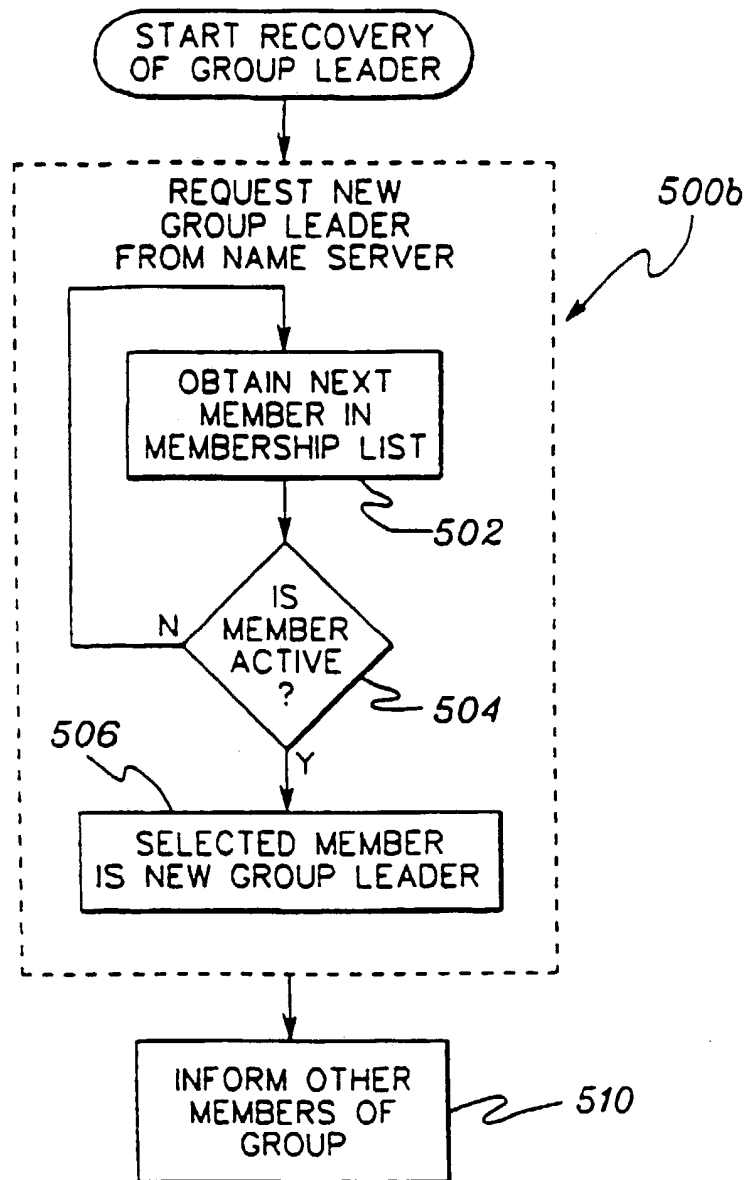 START RECOVERY
OF GROUP LEADER
REQUEST NEW
GROUP LEADER
FROM NAME SERVER
500b
OBTAIN NEXT
MEMBER IN
MEMBERSHIP LIST
502
IS
MEMBER
ACTIVE
?
N
504
Y
506
SELECTED MEMBER
IS NEW GROUP LEADER
INFORM OTHER
MEMBERS OF
GROUP
510